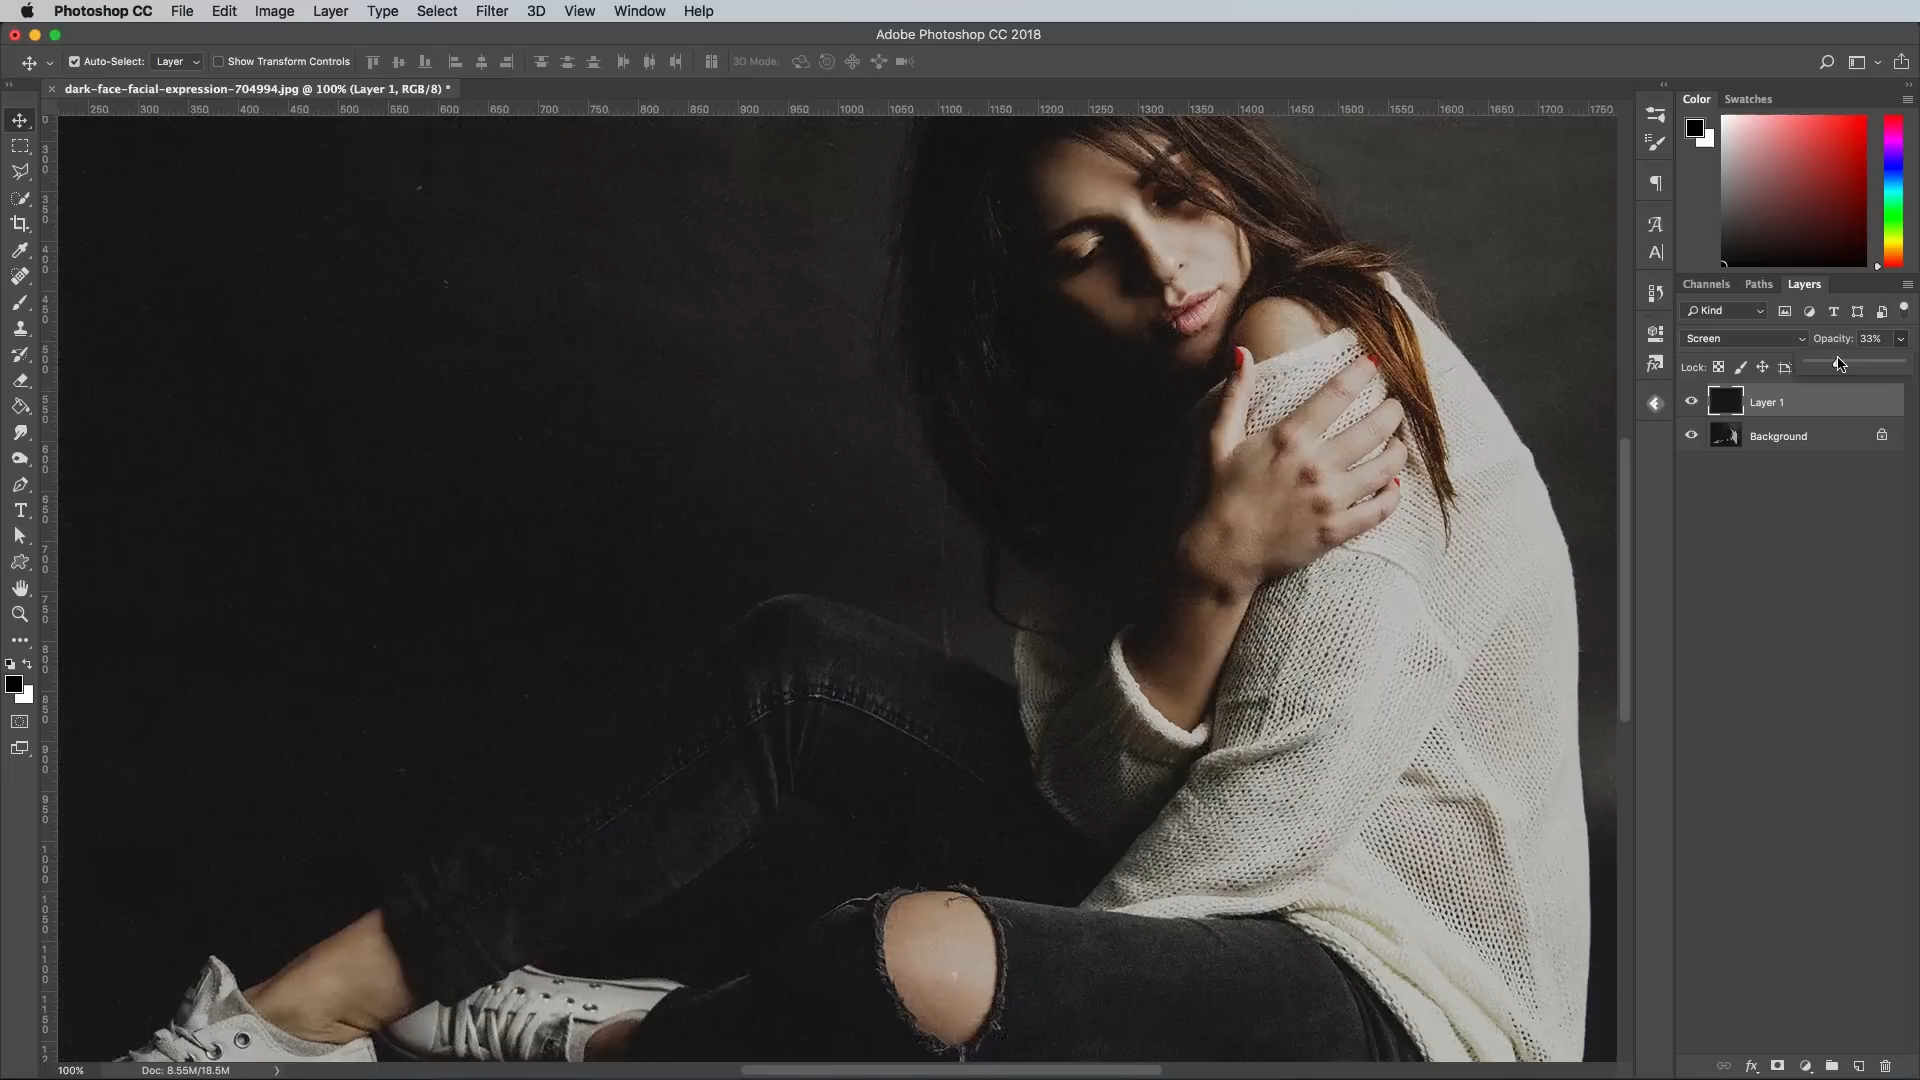 Photoshop CC File Edit Image Layer Type Select Filter 3D View Window Help
Adobe Photoshop CC 2018
Auto-Select: Layer Show Transform Controls 3D Mode:
dark-face-facial-expression-704994.jpg @ 100% (Layer 1, RGB/8) *
250 300 350 400 450 500 550 600 650 700 750 800 850 900 950 1000 1050 1100 1150 1200 1250 1300 1350 1400 1450 1500 1550 1600 1650 1700 1750
Color Swatches
Channels Paths Layers
Kind
Screen Opacity: 33%
Lock:
Layer 1
Background
100% Doc: 8.55M/18.5M